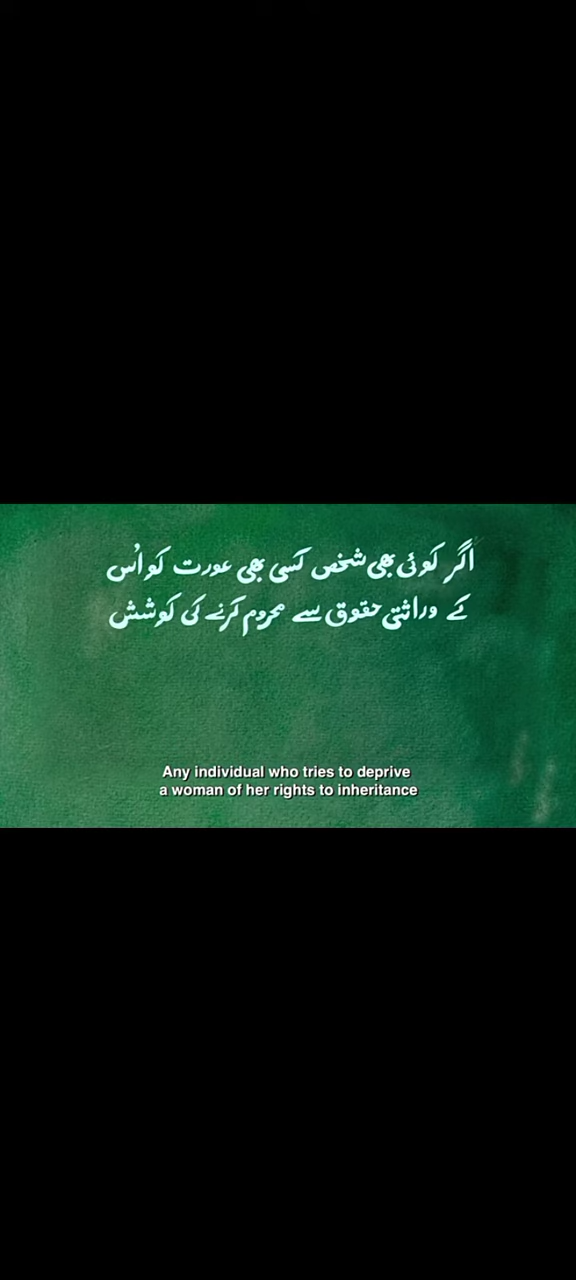 اگر کوئی بھی شخص کسی بھی عورت کو اُس
کے وراثتی حقوق سے محروم کرنے کی کوشش
Any individual who tries to deprive
a woman of her rights to inheritance